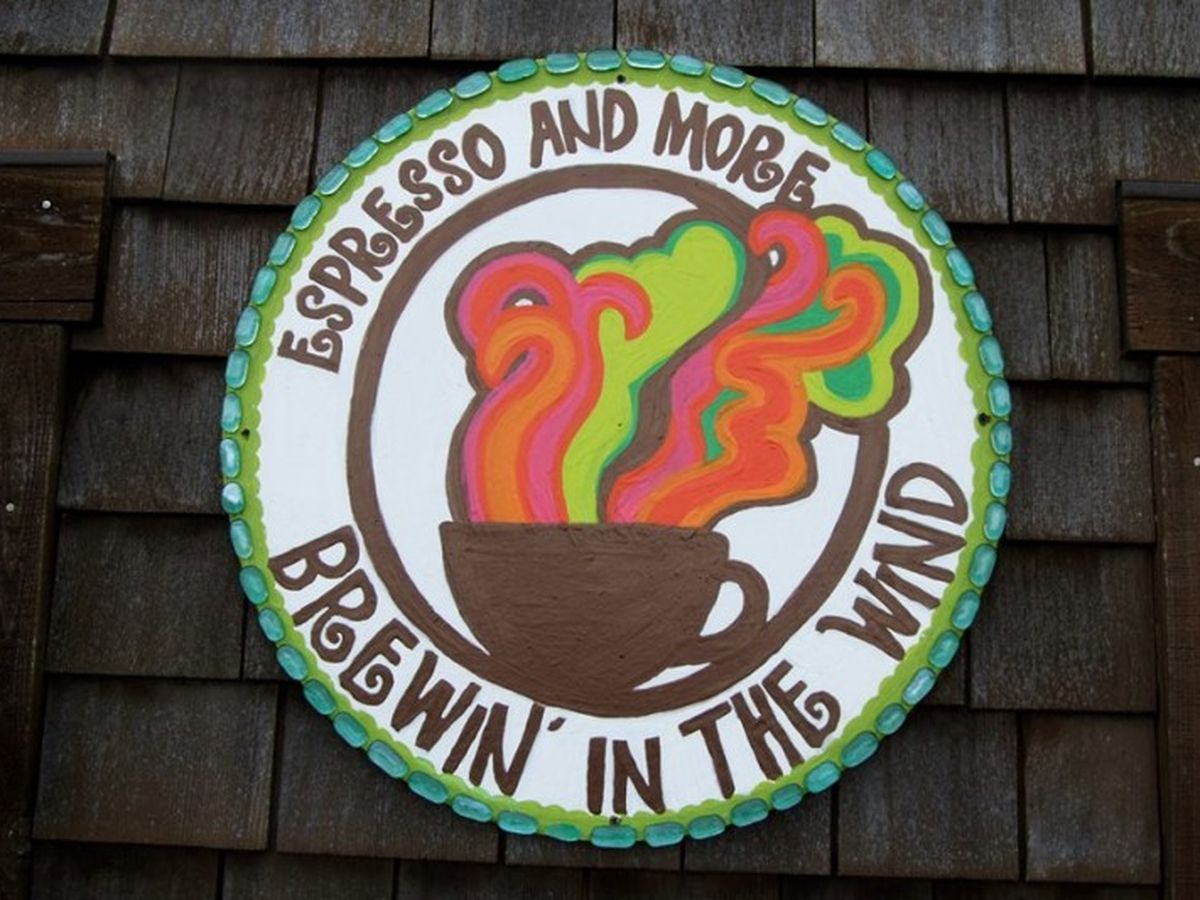 ESPRESSO AND MORE
BREWIN' IN THE WIND